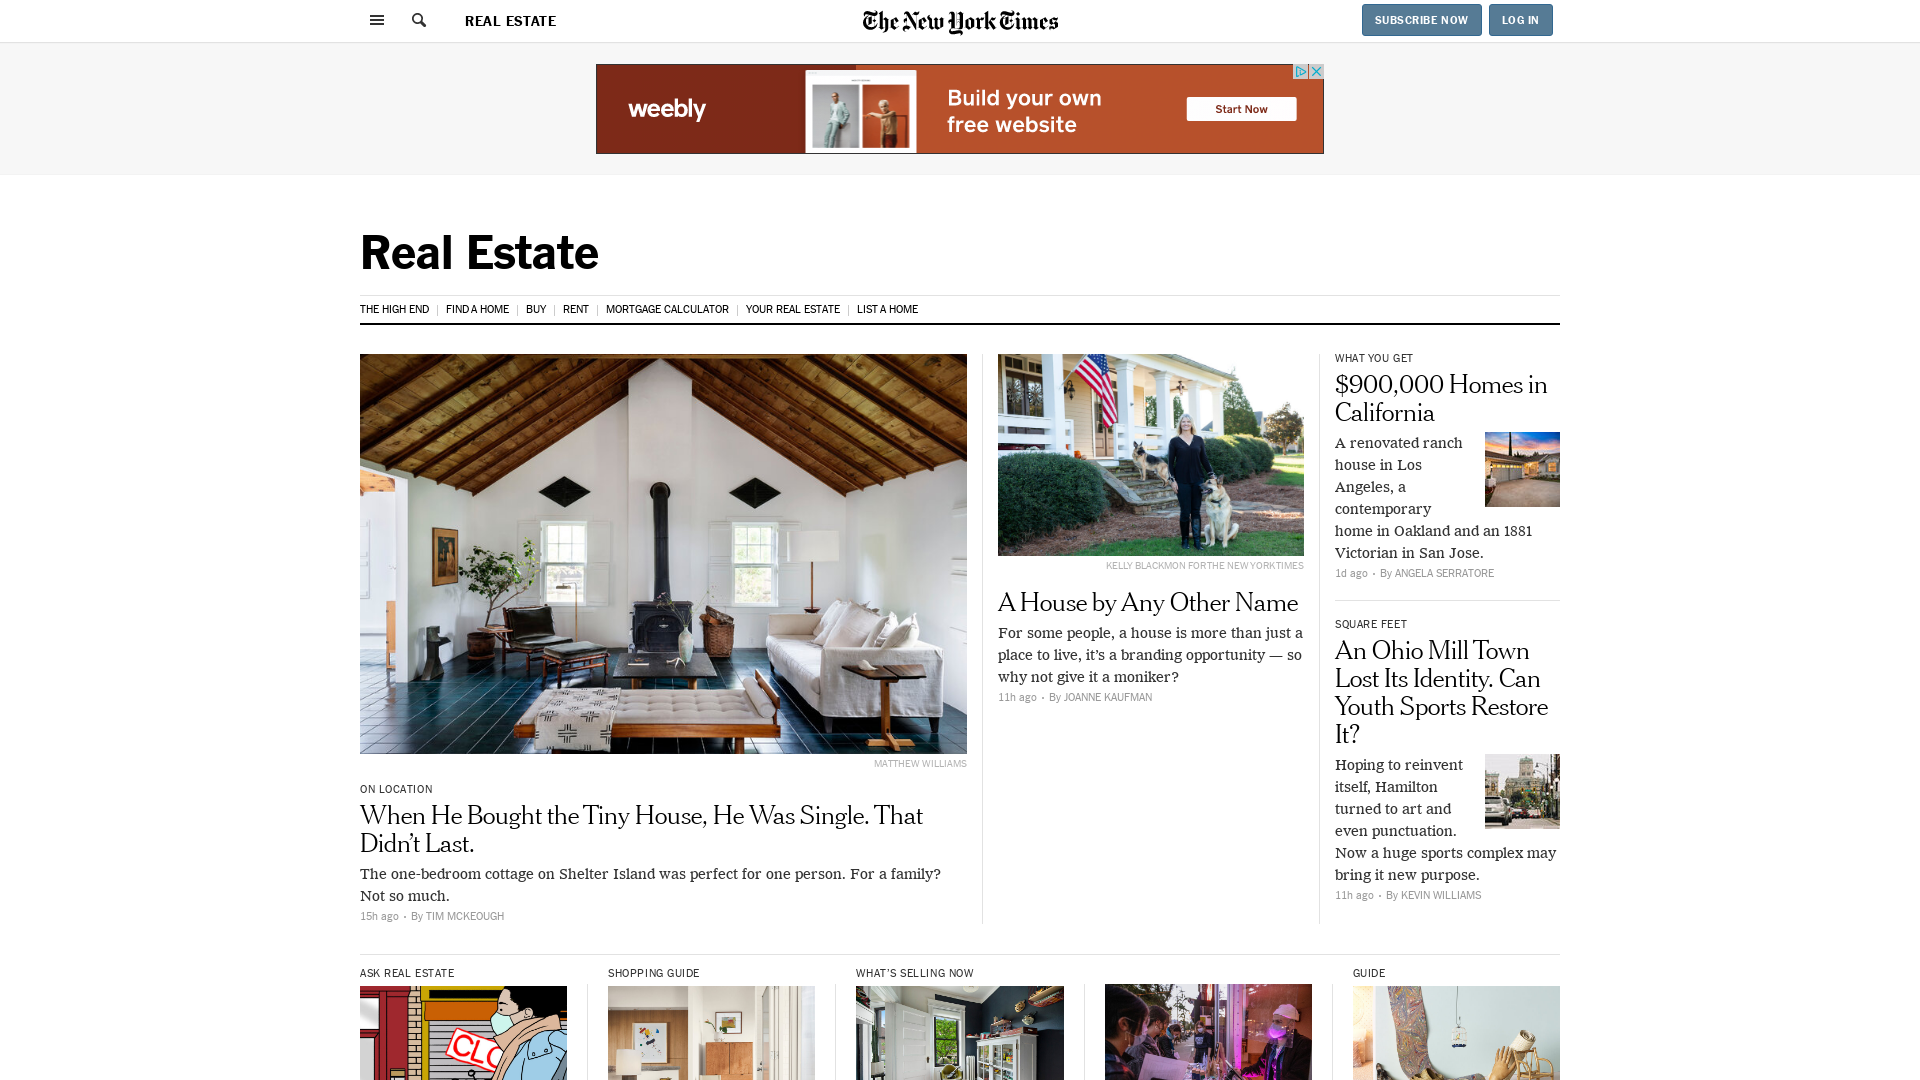 REAL ESTATE
The New York Times
SUBSCRIBE NOW
LOG IN
weebly
Build your own
free website
Start Now
Real Estate
THE HIGH END
FIND A HOME
BUY
RENT
MORTGAGE CALCULATOR
YOUR REAL ESTATE
LIST A HOME
MATTHEW WILLIAMS
ON LOCATION
When He Bought the Tiny House, He Was Single. That
Didn’t Last.
The one-bedroom cottage on Shelter Island was perfect for one person. For a family?
Not so much.
15h ago • By TIM MCKEOUGH
KELLY BLACKMON FOR THE NEW YORK TIMES
A House by Any Other Name
For some people, a house is more than just a
place to live, it’s a branding opportunity — so
why not give it a moniker?
11h ago • By JOANNE KAUFMAN
WHAT YOU GET
$900,000 Homes in
California
A renovated ranch
house in Los
Angeles, a
contemporary
home in Oakland and an 1881
Victorian in San Jose.
1d ago • By ANGELA SERRATORE
SQUARE FEET
An Ohio Mill Town
Lost Its Identity. Can
Youth Sports Restore
It?
Hoping to reinvent
itself, Hamilton
turned to art and
even punctuation.
Now a huge sports complex may
bring it new purpose.
11h ago • By KEVIN WILLIAMS
ASK REAL ESTATE
CLO
SHOPPING GUIDE
WHAT’S SELLING NOW
GUIDE